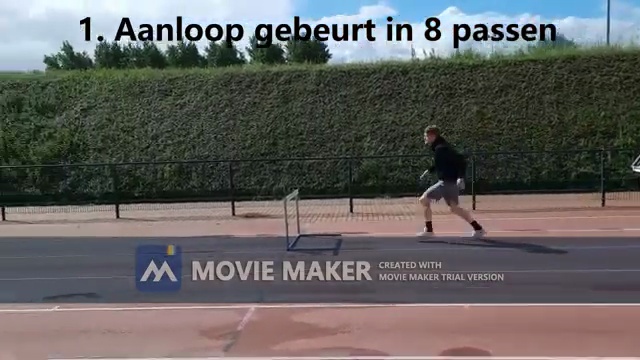 1. Aanloop gebeurt in 8 passen
MOVIE MAKER
CREATED WITH
MOVIE MAKER TRIAL VERSION